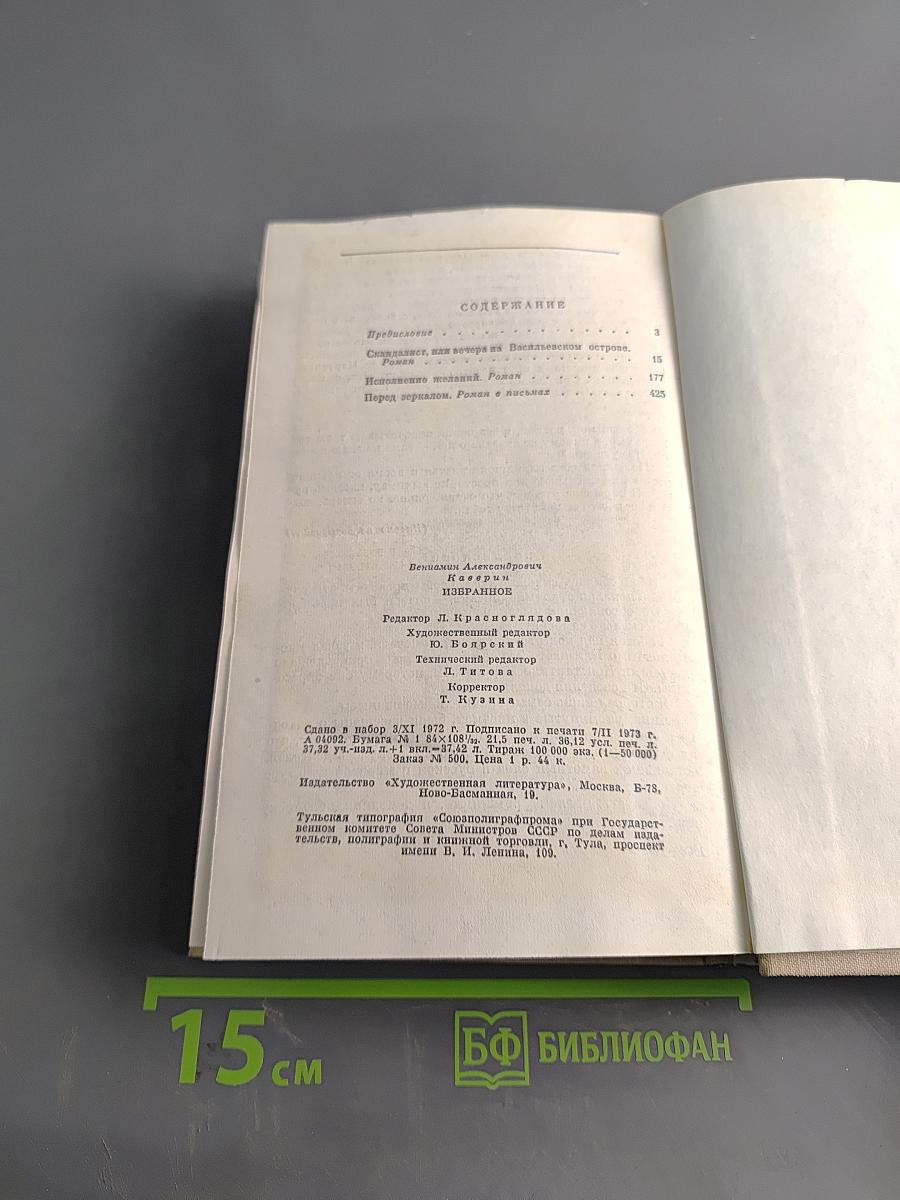 СОДЕРЖАНИЕ
Предисловие . . . . . . . . . . . . . . 3
Скандалист, или вечера на Васильевском острове.
Роман . . . . . . . . . . . . . . . . 15
Исполнение желаний. Роман . . . . . . . . 177
Перед зеркалом. Роман в письмах . . . . . . 425
Вениамин Александрович
Каверин
ИЗБРАННОЕ
Редактор Л. Красноглядова
Художественный редактор
Ю. Боярский
Технический редактор
Л. Титова
Корректор
Т. Кузина
Сдано в набор 3/XI 1972 г. Подписано к печати 7/II 1973 г.
А 04092. Бумага № 1 84×108¹/₃₂. 21,5 печ. л. 36,12 усл. печ. л.
37,32 уч.-изд. л.+1 вкл.=37,42 л. Тираж 100 000 экз. (1—50 000)
Заказ № 500. Цена 1 р. 44 к.
Издательство «Художественная литература», Москва, Б-78,
Ново-Басманная, 19.
Тульская типография «Союзполиграфпрома» при Государст-
венном комитете Совета Министров СССР по делам изда-
тельств, полиграфии и книжной торговли, г. Тула, проспект
имени В. И. Ленина, 109.
15 см
БФ БИБЛИОФАН